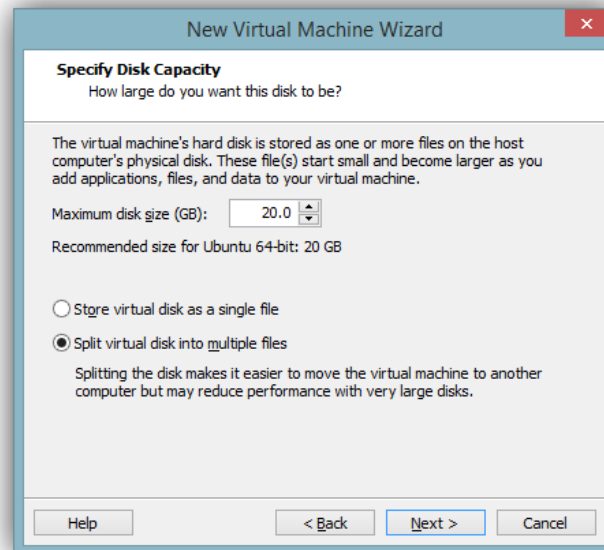 New Virtual Machine Wizard
Specify Disk Capacity
How large do you want this disk to be?
The virtual machine's hard disk is stored as one or more files on the host
computer's physical disk. These file(s) start small and become larger as you
add applications, files, and data to your virtual machine.
Maximum disk size (GB): 20.0
Recommended size for Ubuntu 64-bit: 20 GB
Store virtual disk as a single file
Split virtual disk into multiple files
Splitting the disk makes it easier to move the virtual machine to another
computer but may reduce performance with very large disks.
Help < Back Next > Cancel